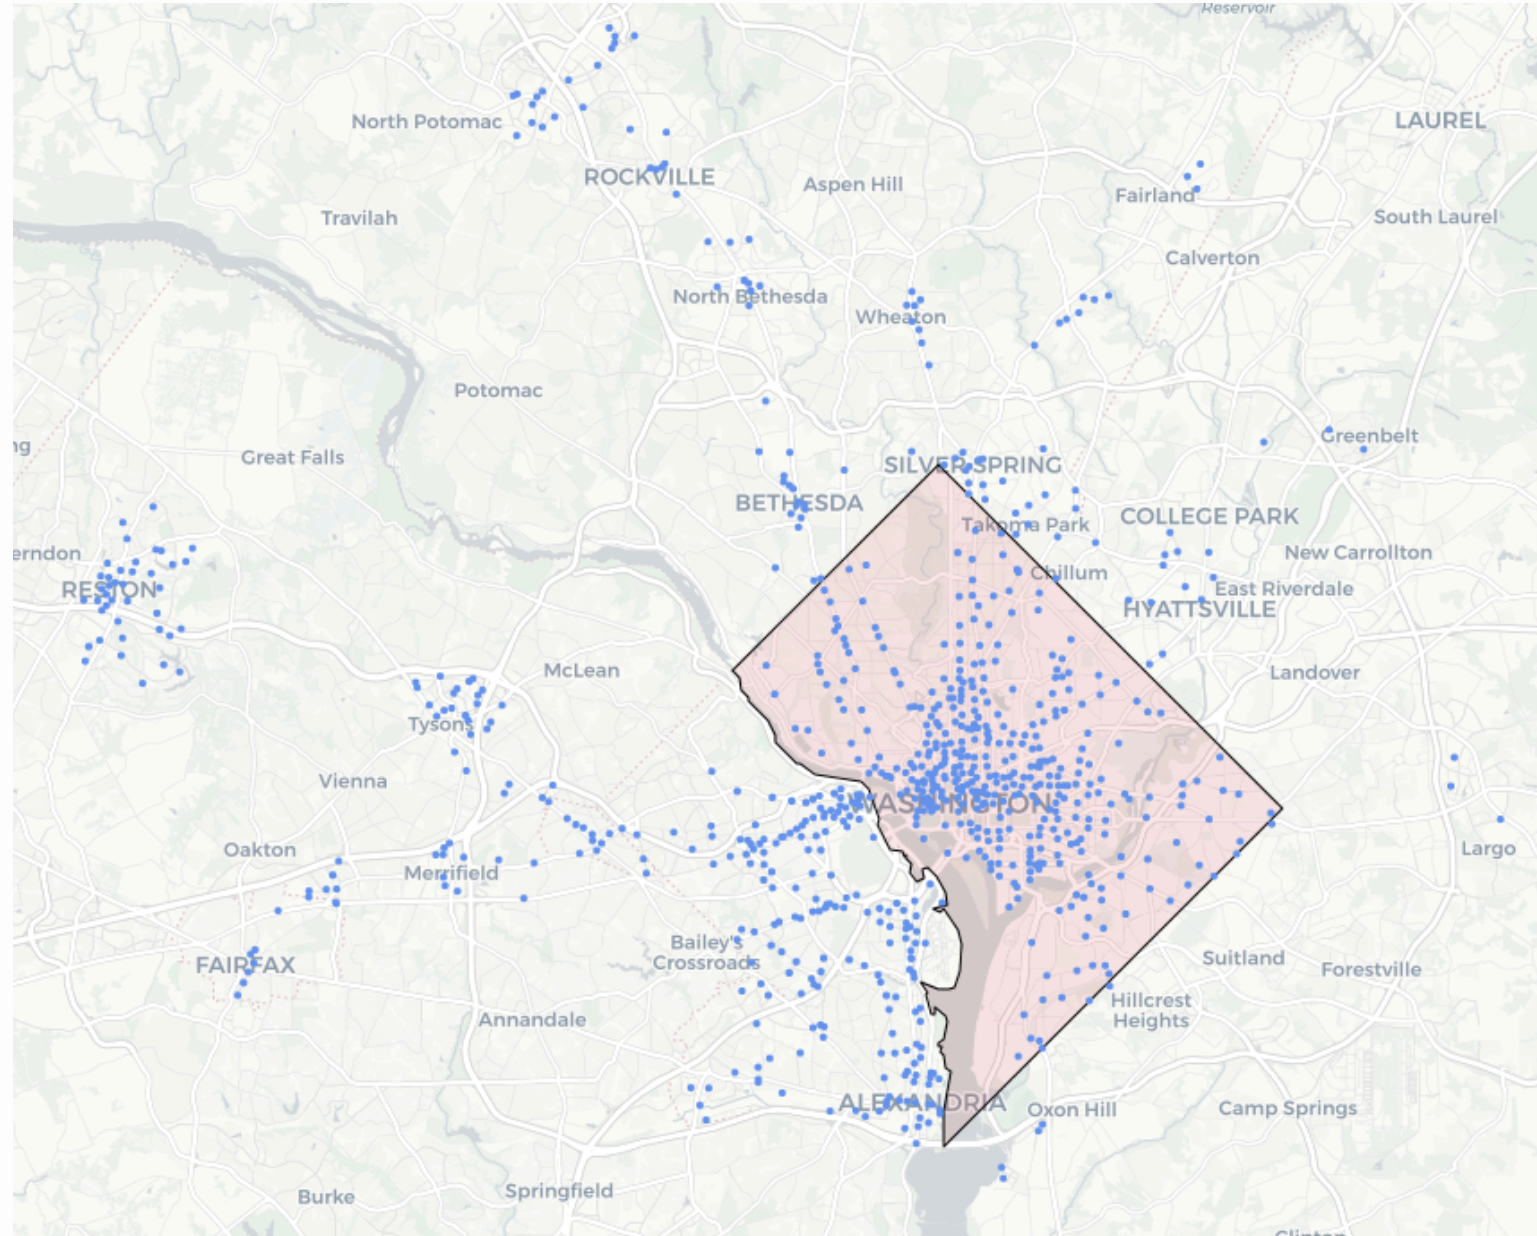 Reservoir
LAUREL
North Potomac
ROCKVILLE
Aspen Hill
Fairland
South Laurel
Travilah
Calverton
North Bethesda
Wheaton
Potomac
Greenbelt
ng
Great Falls
SILVER SPRING
BETHESDA
COLLEGE PARK
Takoma Park
erndon
New Carrollton
Chillum
RESTON
East Riverdale
HYATTSVILLE
McLean
Landover
Tysons
Vienna
WASHINGTON
Oakton
Largo
Merrifield
Bailey's
Crossroads
Suitland
FAIRFAX
Forestville
Hillcrest
Heights
Annandale
ALEXANDRIA
Oxon Hill
Camp Springs
Springfield
Burke
Clinton